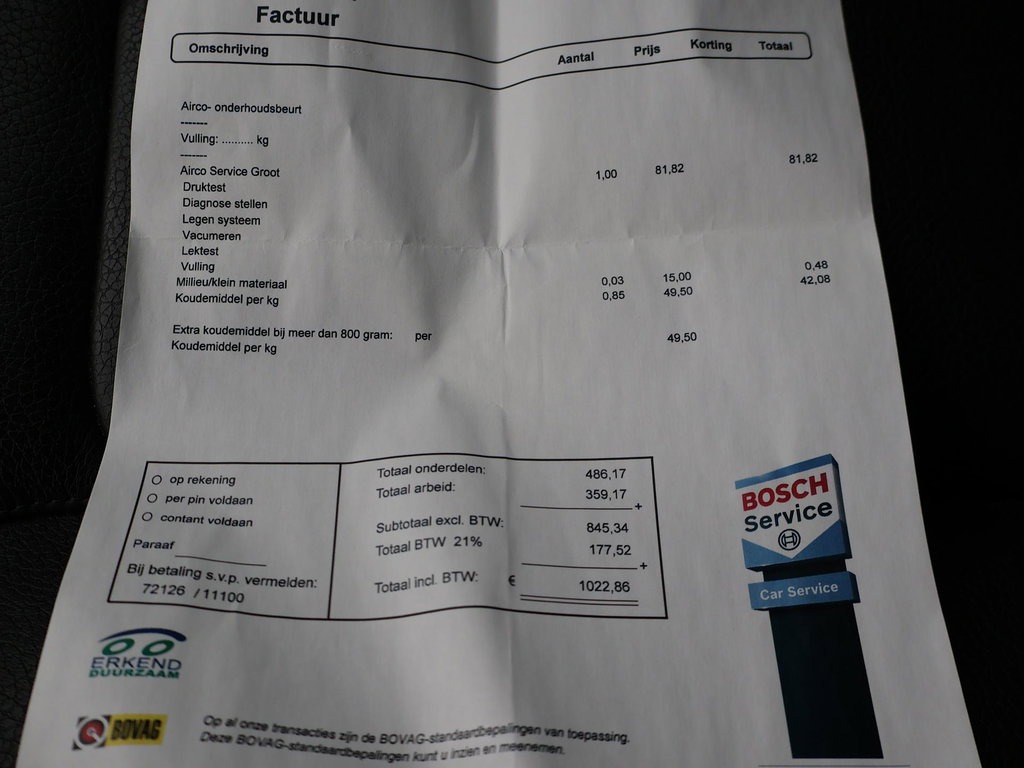 Factuur
Omschrijving Aantal Prijs Korting Totaal
Airco- onderhoudsbeurt
-------
Vulling: .......... kg
-------
Airco Service Groot 1,00 81,82 81,82
Druktest
Diagnose stellen
Legen systeem
Vacumeren
Lektest
Vulling
Millieu/klein materiaal 0,03 15,00 0,48
Koudemiddel per kg 0,85 49,50 42,08
Extra koudemiddel bij meer dan 800 gram: per 49,50
Koudemiddel per kg
O op rekening
O per pin voldaan
O contant voldaan
Paraaf
Bij betaling s.v.p. vermelden:
72126 / 11100
Totaal onderdelen: 486,17
Totaal arbeid: 359,17 +
Subtotaal excl. BTW: 845,34
Totaal BTW 21% 177,52 +
Totaal incl. BTW: € 1022,86
BOSCH
Service
Car Service
ERKEND
DUURZAAM
BOVAG
Op al onze transacties zijn de BOVAG-standaardbepalingen van toepassing.
Deze BOVAG-standaardbepalingen kunt u inzien en meenemen.